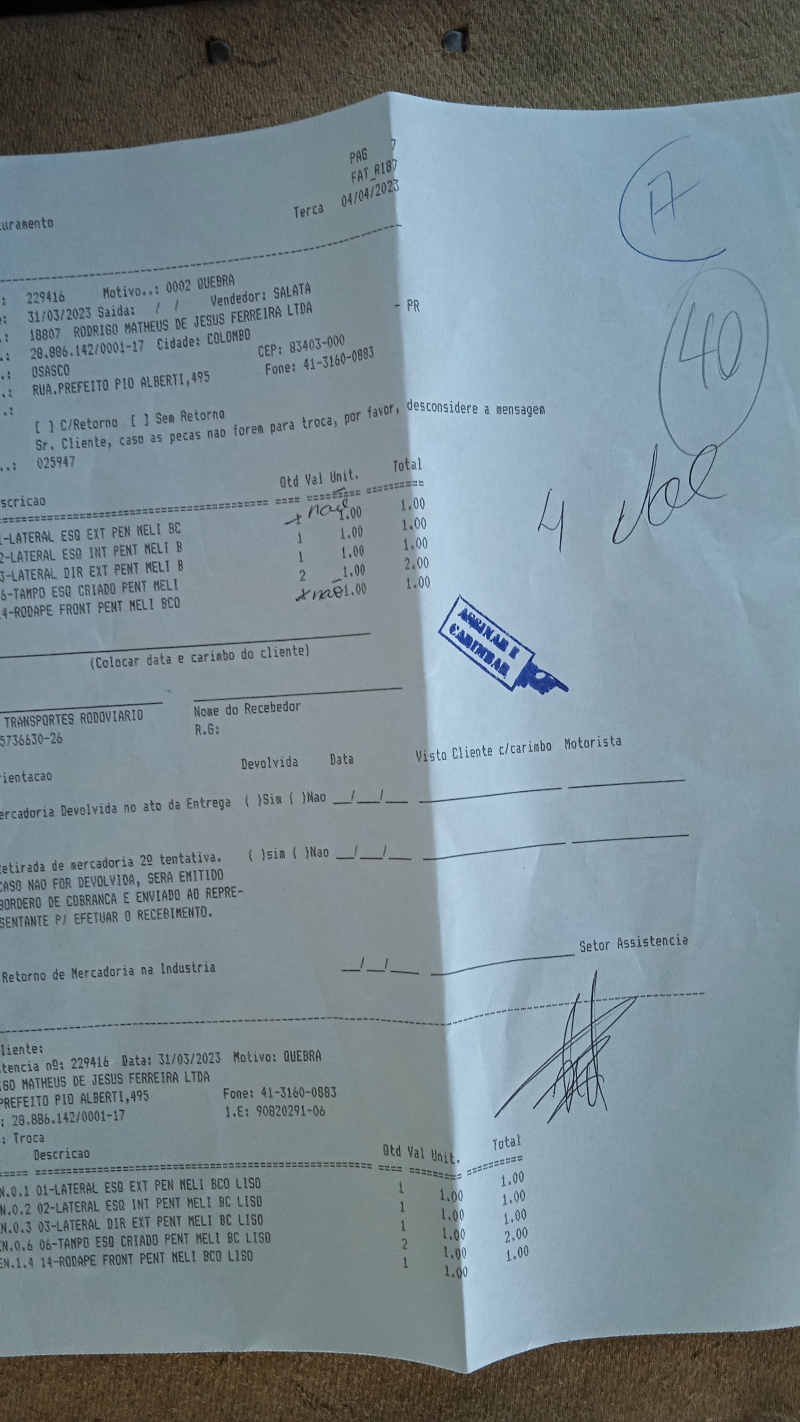 PAG 7
FAT_R187
uramento
Terca 04/04/2023
: 229416 Motivo..: 0002 QUEBRA
o: 31/03/2023 Saida: / / Vendedor: SALATA
.: 18807 RODRIGO MATHEUS DE JESUS FERREIRA LTDA - PR
.: 28.886.142/0001-17 Cidade: COLOMBO
.: OSASCO CEP: 83403-000
.: RUA.PREFEITO PIO ALBERTI,495 Fone: 41-3160-0883
.:
[ ] C/Retorno [ ] Sem Retorno
Sr. Cliente, caso as pecas nao forem para troca, por favor, desconsidere a mensagem
..: 025947
scricao Qtd Val Unit. Total
1-LATERAL ESQ EXT PEN MELI BC x não 1.00 1.00
2-LATERAL ESQ INT PENT MELI B 1 1.00 1.00
3-LATERAL DIR EXT PENT MELI B 1 1.00 1.00
6-TAMPO ESQ CRIADO PENT MELI 2 1.00 2.00
4-RODAPE FRONT PENT MELI BCO x não 1.00 1.00
40
4 Vol
ASSINAR E
CARIMBAR
(Colocar data e carimbo do cliente)
TRANSPORTES RODOVIARIO Nome do Recebedor
5736630-26 R.G:
ientacao Devolvida Data Visto Cliente c/carimbo Motorista
ercadoria Devolvida no ato da Entrega ( )Sim ( )Nao __/__/__
etirada de mercadoria 2º tentativa. ( )sim ( )Nao __/__/__
CASO NAO FOR DEVOLVIDA, SERA EMITIDO
BORDERO DE COBRANCA E ENVIADO AO REPRE-
SENTANTE P/ EFETUAR O RECEBIMENTO.
Retorno de Mercadoria na Industria __/__/__ Setor Assistencia
liente:
tencia nº: 229416 Data: 31/03/2023 Motivo: QUEBRA
IGO MATHEUS DE JESUS FERREIRA LTDA
PREFEITO PIO ALBERTI,495 Fone: 41-3160-0883
: 28.886.142/0001-17 I.E: 90820291-06
: Troca
Descricao Qtd Val Unit. Total
N.0.1 01-LATERAL ESQ EXT PEN MELI BCO LISO 1 1.00 1.00
N.0.2 02-LATERAL ESQ INT PENT MELI BC LISO 1 1.00 1.00
N.0.3 03-LATERAL DIR EXT PENT MELI BC LISO 1 1.00 1.00
EN.0.6 06-TAMPO ESQ CRIADO PENT MELI BC LISO 2 1.00 2.00
EN.1.4 14-RODAPE FRONT PENT MELI BCO LISO 1 1.00 1.00